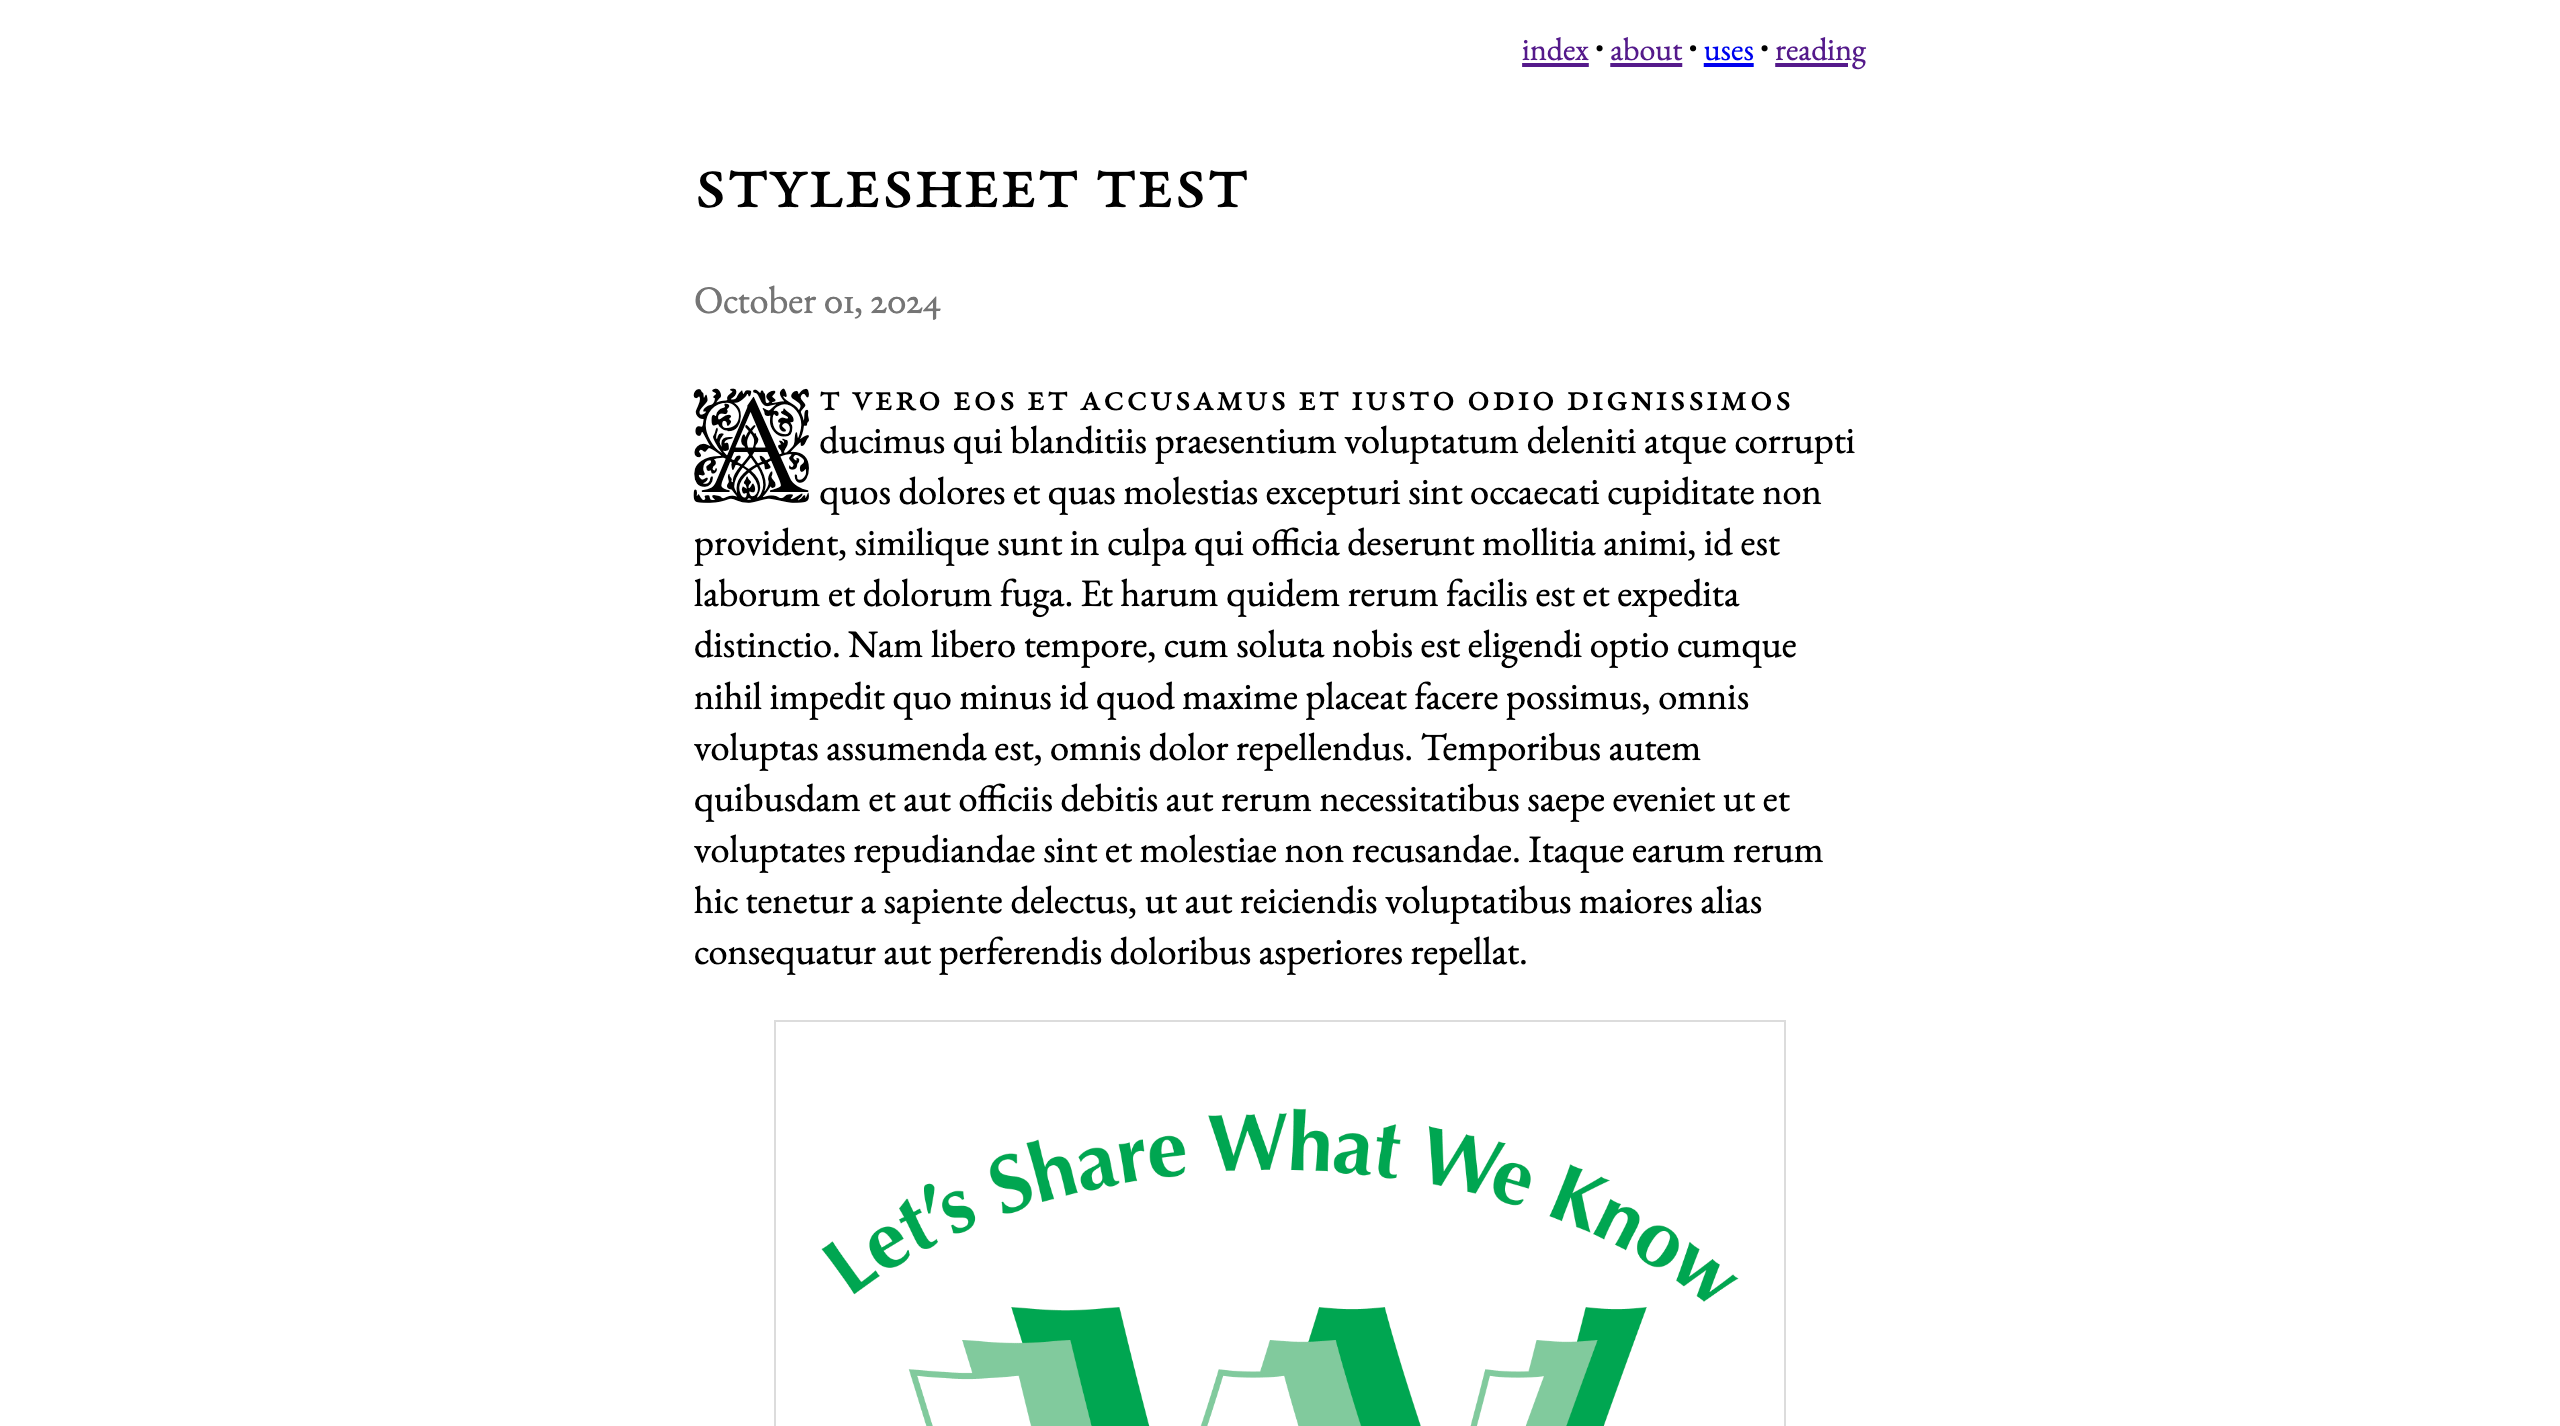 index • about • uses • reading
STYLESHEET TEST
October 01, 2024
AT VERO EOS ET ACCUSAMUS ET IUSTO ODIO DIGNISSIMOS
ducimus qui blanditiis praesentium voluptatum deleniti atque corrupti
quos dolores et quas molestias excepturi sint occaecati cupiditate non
provident, similique sunt in culpa qui officia deserunt mollitia animi, id est
laborum et dolorum fuga. Et harum quidem rerum facilis est et expedita
distinctio. Nam libero tempore, cum soluta nobis est eligendi optio cumque
nihil impedit quo minus id quod maxime placeat facere possimus, omnis
voluptas assumenda est, omnis dolor repellendus. Temporibus autem
quibusdam et aut officiis debitis aut rerum necessitatibus saepe eveniet ut et
voluptates repudiandae sint et molestiae non recusandae. Itaque earum rerum
hic tenetur a sapiente delectus, ut aut reiciendis voluptatibus maiores alias
consequatur aut perferendis doloribus asperiores repellat.
Let's Share What We Know
W